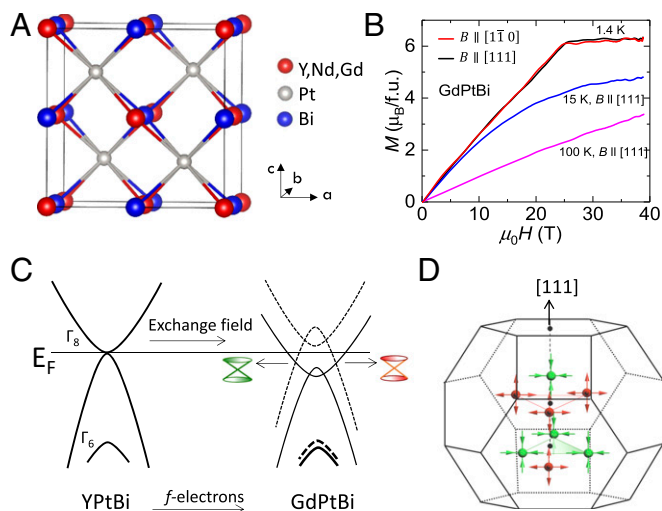 A
Y,Nd,Gd
Pt
Bi
c
b
a
B
B ∥ [11̅ 0]
B ∥ [111]
1.4 K
GdPtBi
15 K, B ∥ [111]
100 K, B ∥ [111]
M (μB/f.u.)
6
4
2
0
0 10 20 30 40
μ0H (T)
C
Γ8
Exchange field
EF
Γ6
YPtBi
f-electrons
GdPtBi
D
[111]